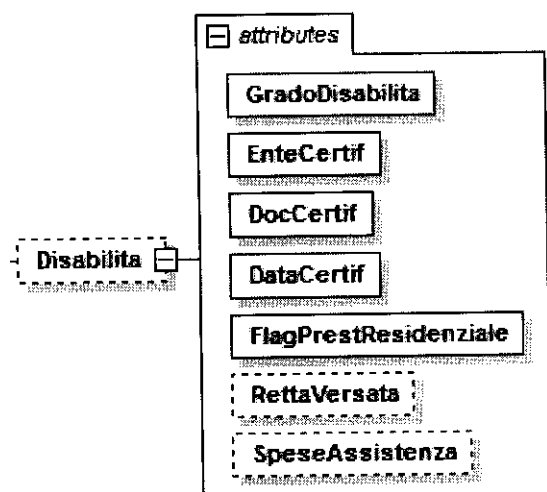 attributes
GradoDisabilita
EnteCertif
DocCertif
Disabilita
DataCertif
FlagPrestResidenziale
RettaVersata
SpeseAssistenza